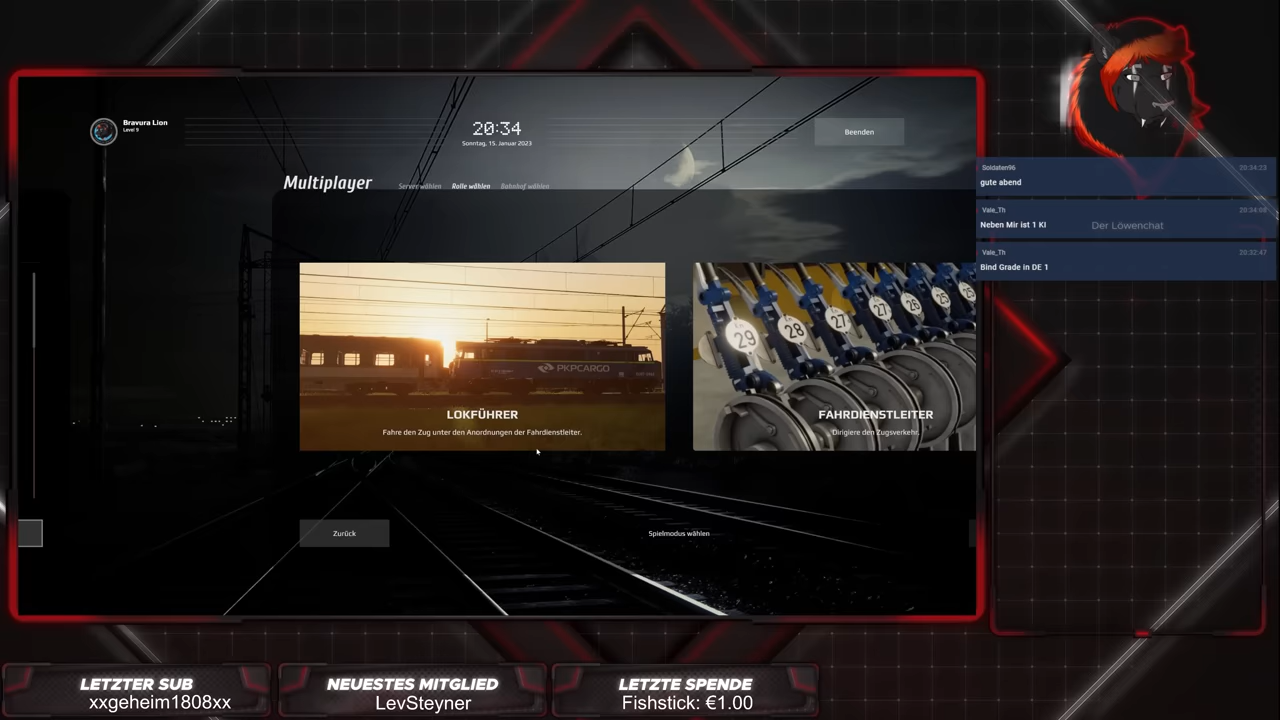 Bravura Lion
Level 9
20:34
Sonntag, 15. Januar 2023
Beenden
Multiplayer
Server wählen
Rolle wählen
Bahnhof wählen
PKP CARGO
LOKFÜHRER
Fahre den Zug unter den Anordnungen der Fahrdienstleiter.
29
28
27
27
26
25
25
FAHRDIENSTLEITER
Dirigiere den Zugsverkehr.
Zurück
Spielmodus wählen
Soldaten96
20:34:23
gute abend
Vale_Th
Neben Mir ist 1 KI
Der Löwenchat
Vale_Th
20:32:47
Bind Grade in DE 1
LETZTER SUB
xxgeheim1808xx
NEUESTES MITGLIED
LevSteyner
LETZTE SPENDE
Fishstick: €1.00